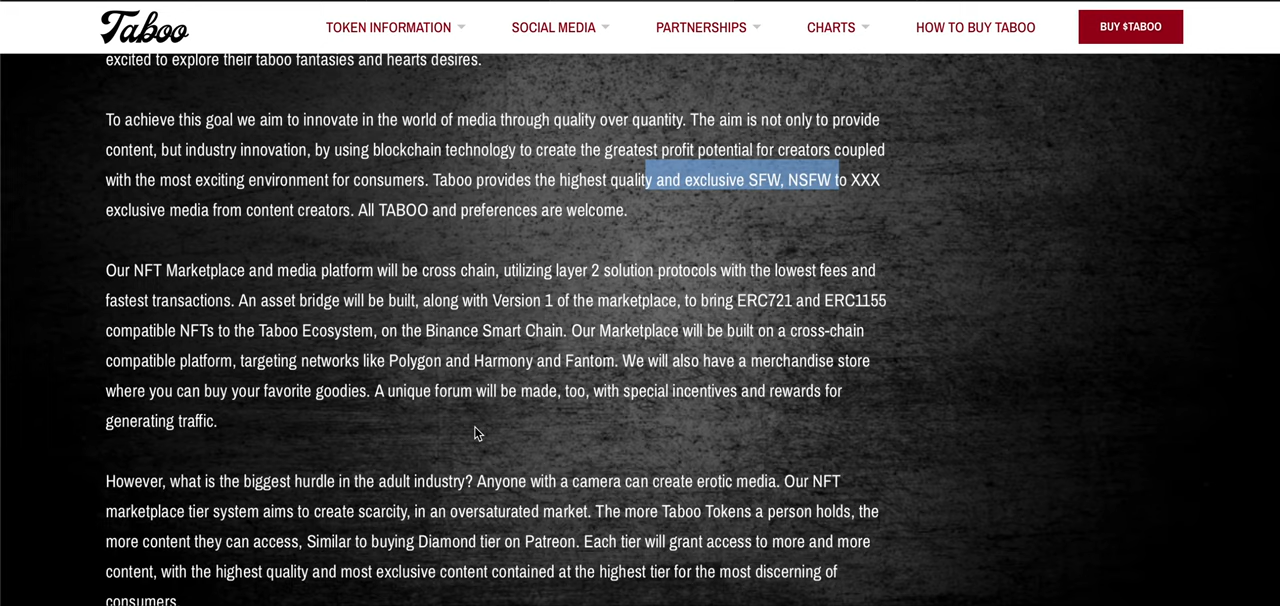 Taboo
TOKEN INFORMATION
SOCIAL MEDIA
PARTNERSHIPS
CHARTS
HOW TO BUY TABOO
BUY $TABOO
excited to explore their taboo fantasies and hearts desires.
To achieve this goal we aim to innovate in the world of media through quality over quantity. The aim is not only to provide
content, but industry innovation, by using blockchain technology to create the greatest profit potential for creators coupled
with the most exciting environment for consumers. Taboo provides the highest quality and exclusive SFW, NSFW to XXX
exclusive media from content creators. All TABOO and preferences are welcome.
Our NFT Marketplace and media platform will be cross chain, utilizing layer 2 solution protocols with the lowest fees and
fastest transactions. An asset bridge will be built, along with Version 1 of the marketplace, to bring ERC721 and ERC1155
compatible NFTs to the Taboo Ecosystem, on the Binance Smart Chain. Our Marketplace will be built on a cross-chain
compatible platform, targeting networks like Polygon and Harmony and Fantom. We will also have a merchandise store
where you can buy your favorite goodies. A unique forum will be made, too, with special incentives and rewards for
generating traffic.
However, what is the biggest hurdle in the adult industry? Anyone with a camera can create erotic media. Our NFT
marketplace tier system aims to create scarcity, in an oversaturated market. The more Taboo Tokens a person holds, the
more content they can access, Similar to buying Diamond tier on Patreon. Each tier will grant access to more and more
content, with the highest quality and most exclusive content contained at the highest tier for the most discerning of
consumers.